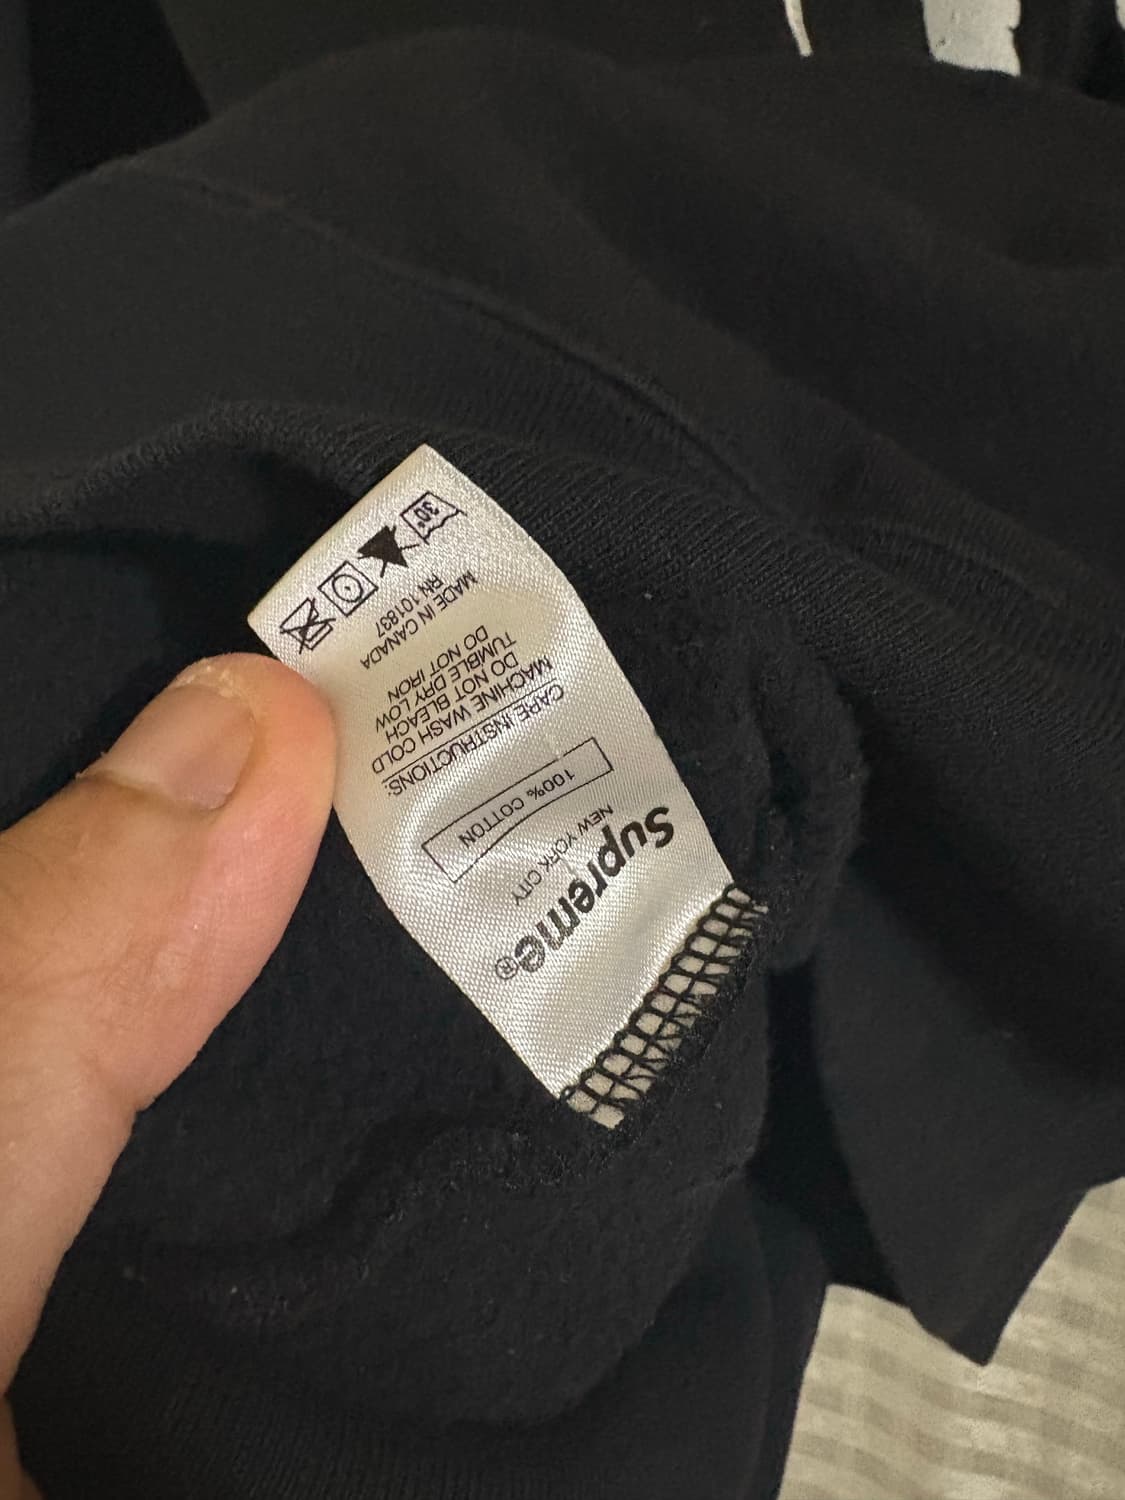 Supreme®
NEW YORK CITY
100% COTTON
CARE INSTRUCTIONS:
MACHINE WASH COLD
DO NOT BLEACH
TUMBLE DRY LOW
DO NOT IRON
MADE IN CANADA
RN 101837
30°